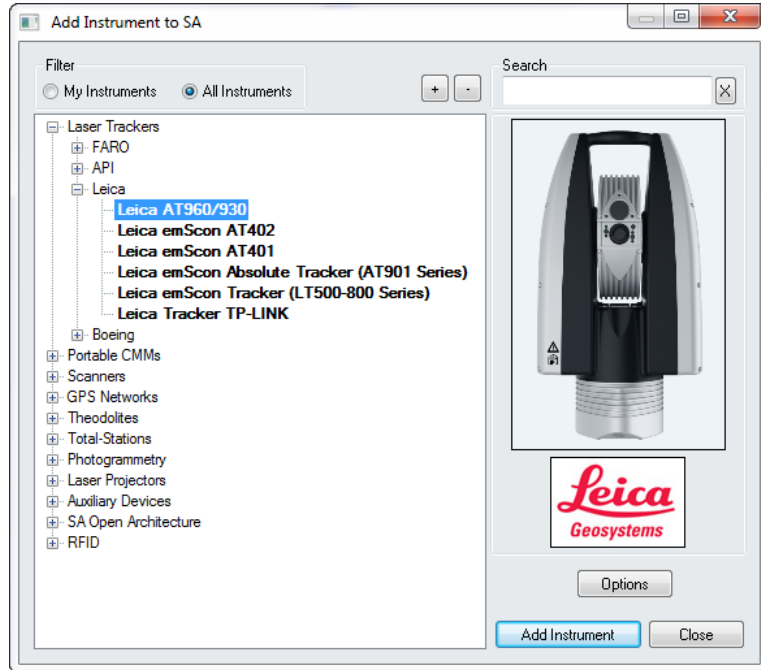 Add Instrument to SA
Filter
My Instruments All Instruments
+ -
Search
X
Laser Trackers
FARO
API
Leica
Leica AT960/930
Leica emScon AT402
Leica emScon AT401
Leica emScon Absolute Tracker (AT901 Series)
Leica emScon Tracker (LT500-800 Series)
Leica Tracker TP-LINK
Boeing
Portable CMMs
Scanners
GPS Networks
Theodolites
Total-Stations
Photogrammetry
Laser Projectors
Auxiliary Devices
SA Open Architecture
RFID
Leica
Geosystems
Options
Add Instrument Close